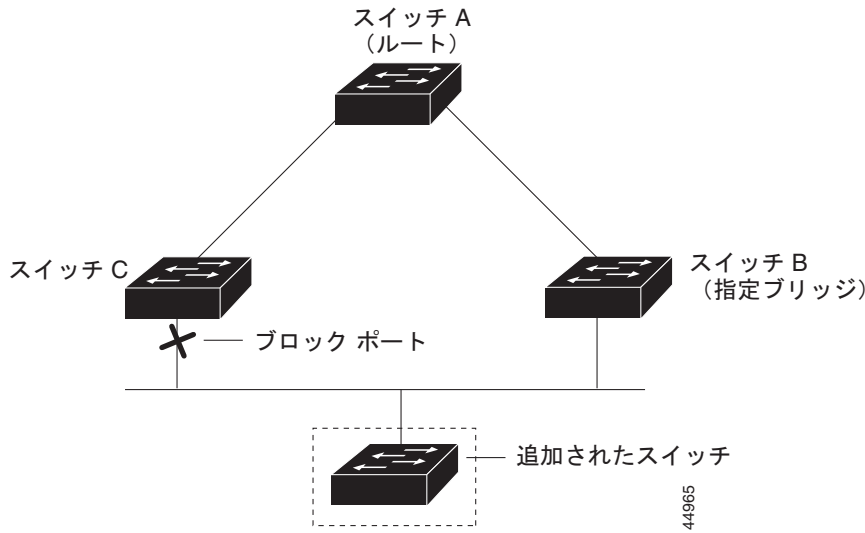 スイッチ A
（ルート）
スイッチ C
スイッチ B
（指定ブリッジ）
ブロック ポート
追加されたスイッチ
44965